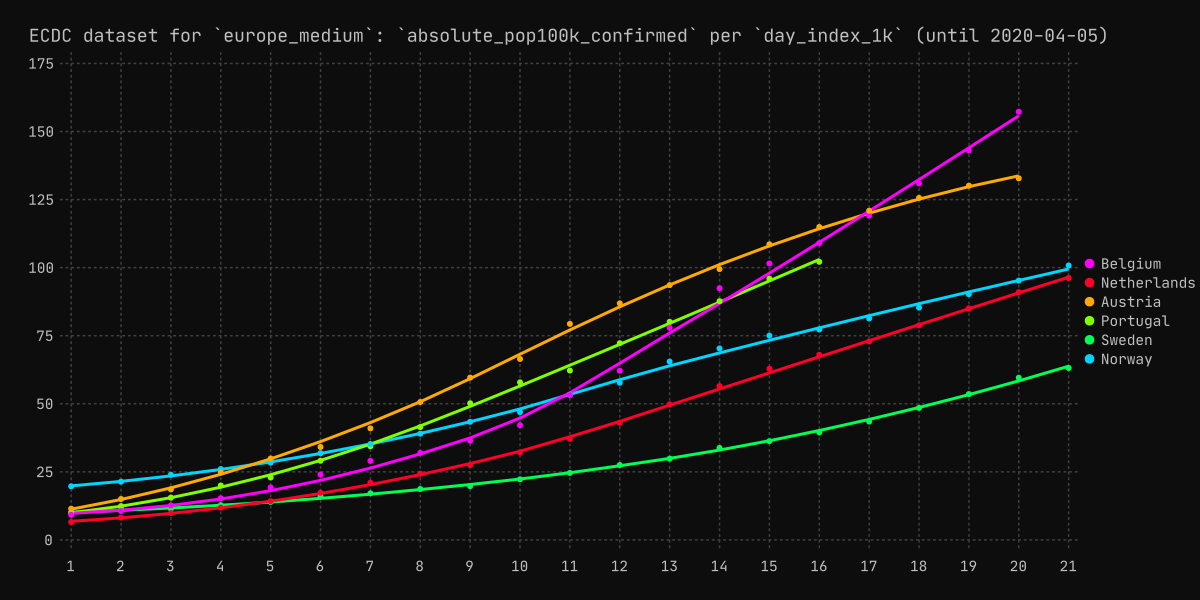 ECDC dataset for `europe_medium`: `absolute_pop100k_confirmed` per `day_index_1k` (until 2020-04-05)
175
150
125
100
75
50
25
0
1 2 3 4 5 6 7 8 9 10 11 12 13 14 15 16 17 18 19 20 21
Belgium
Netherlands
Austria
Portugal
Sweden
Norway